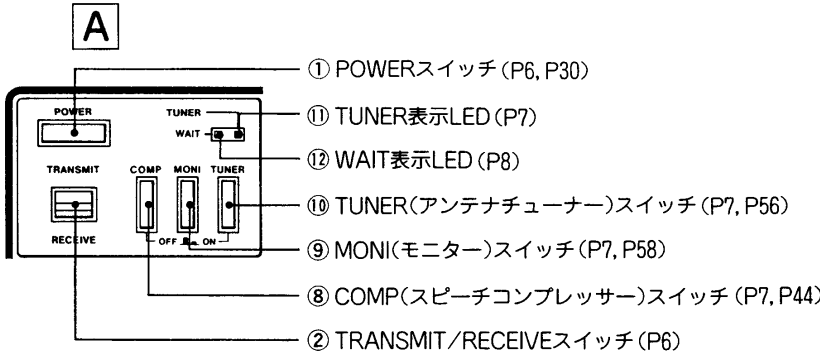 A
① POWERスイッチ(P6, P30)
⑪ TUNER表示LED(P7)
⑫ WAIT表示LED(P8)
⑩ TUNER(アンテナチューナー)スイッチ(P7, P56)
⑨ MONI(モニター)スイッチ(P7, P58)
⑧ COMP(スピーチコンプレッサー)スイッチ(P7, P44)
② TRANSMIT/RECEIVEスイッチ(P6)
POWER
TUNER
WAIT
TRANSMIT
COMP MONI TUNER
RECEIVE
OFF ON